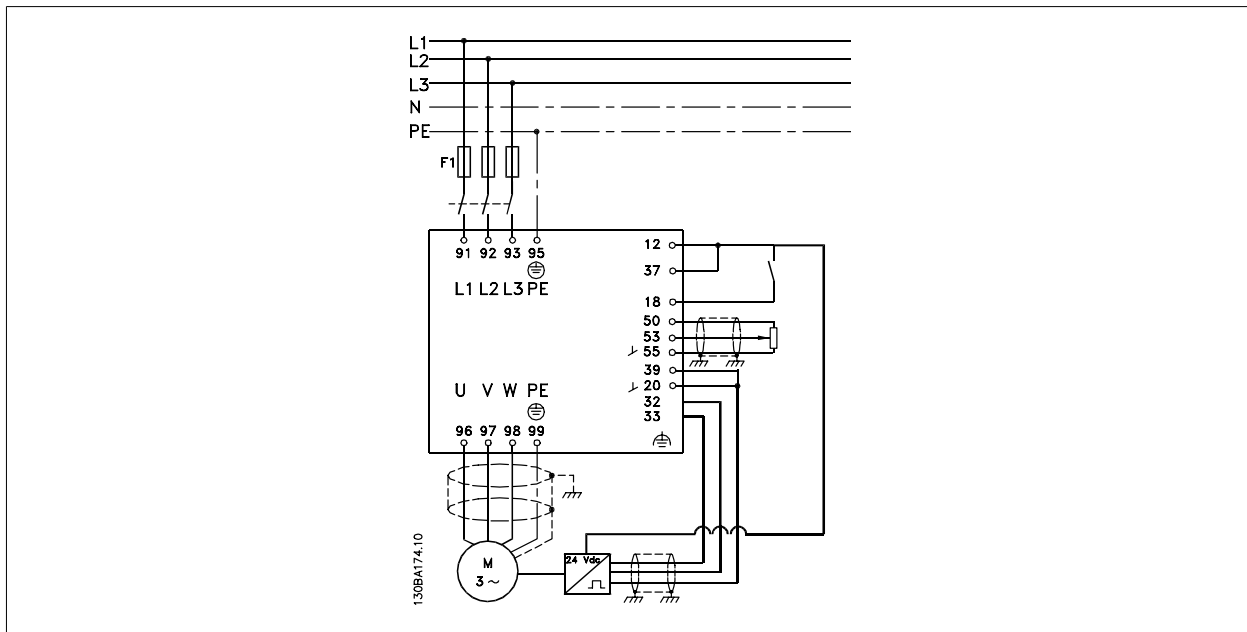 L1
L2
L3
N
PE
F1
91 92 93 95
L1 L2 L3 PE
12
37
18
50
53
55
39
20
32
33
U V W PE
96 97 98 99
M
3 ~
24 Vdc
130BA174.10